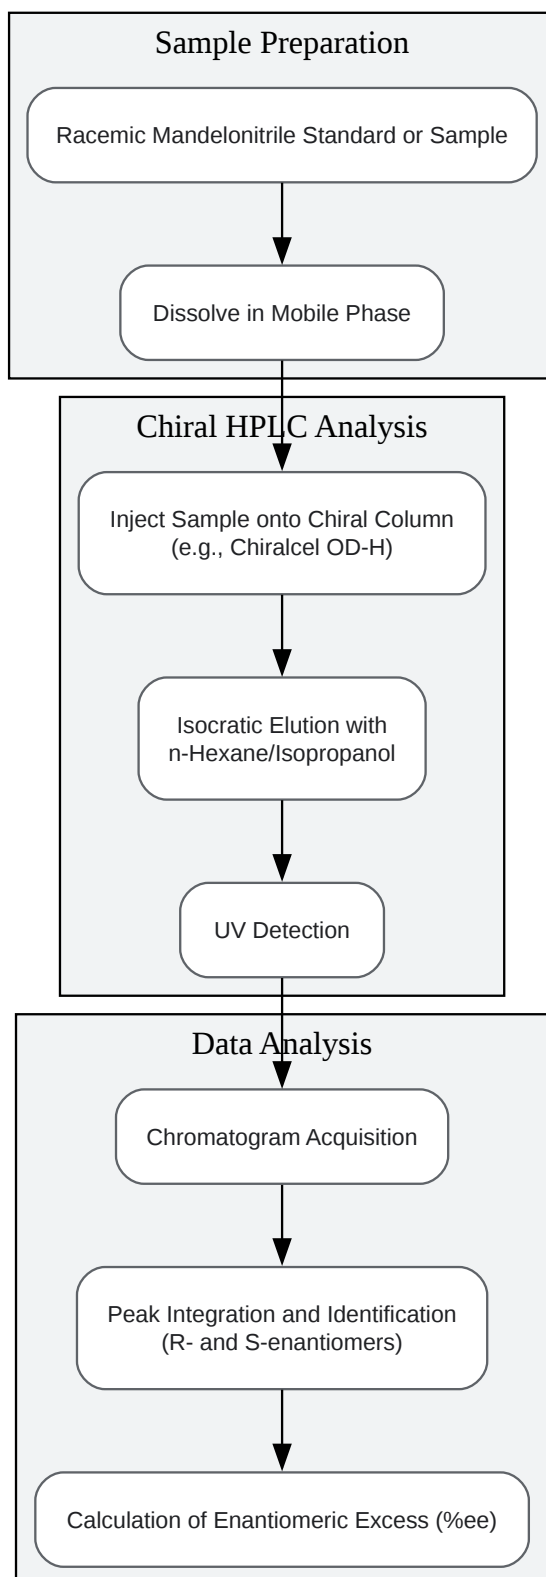 Sample Preparation
Racemic Mandelonitrile Standard or Sample
Dissolve in Mobile Phase
Chiral HPLC Analysis
Inject Sample onto Chiral Column
(e.g., Chiralcel OD-H)
Isocratic Elution with
n-Hexane/Isopropanol
UV Detection
Data Analysis
Chromatogram Acquisition
Peak Integration and Identification
(R- and S-enantiomers)
Calculation of Enantiomeric Excess (%ee)